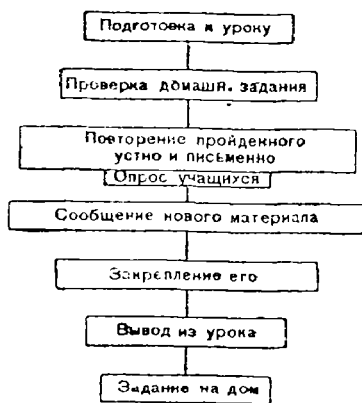 Подготовка к уроку
Проверка домашн. задания
Повторение пройденного
устно и письменно
Опрос учащихся
Сообщение нового материала
Закрепление его
Вывод из урока
Задание на дом